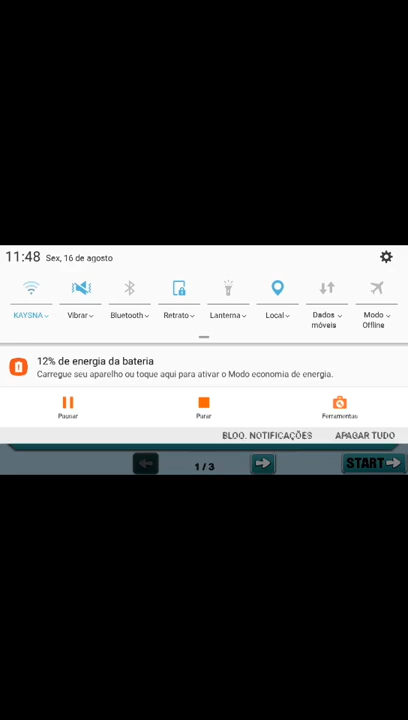 11:48 Sex, 16 de agosto
KAYSNA Vibrar Bluetooth Retrato Lanterna Local Dados móveis Modo Offline
12% de energia da bateria
Carregue seu aparelho ou toque aqui para ativar o Modo economia de energia.
Pausar Parar Ferramentas
BLOQ. NOTIFICAÇÕES APAGAR TUDO
1/3 START